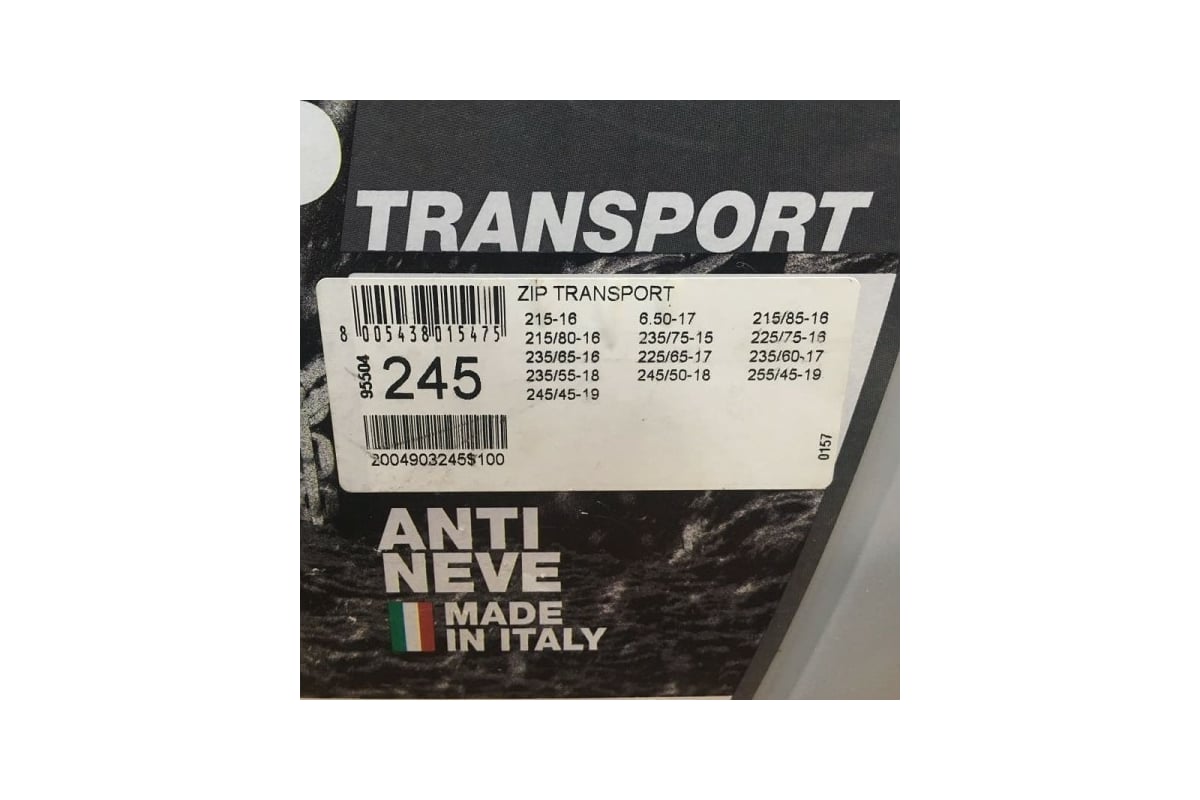 TRANSPORT
ZIP TRANSPORT
8 005438 015475
95504
245
2004903245$100
215-16 6.50-17 215/85-16
215/80-16 235/75-15 225/75-16
235/65-16 225/65-17 235/60-17
235/55-18 245/50-18 255/45-19
245/45-19
0157
ANTI
NEVE
MADE
IN ITALY